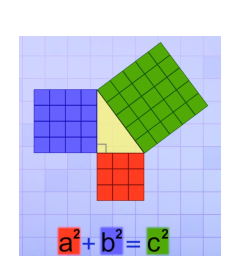 a² + b² = c²